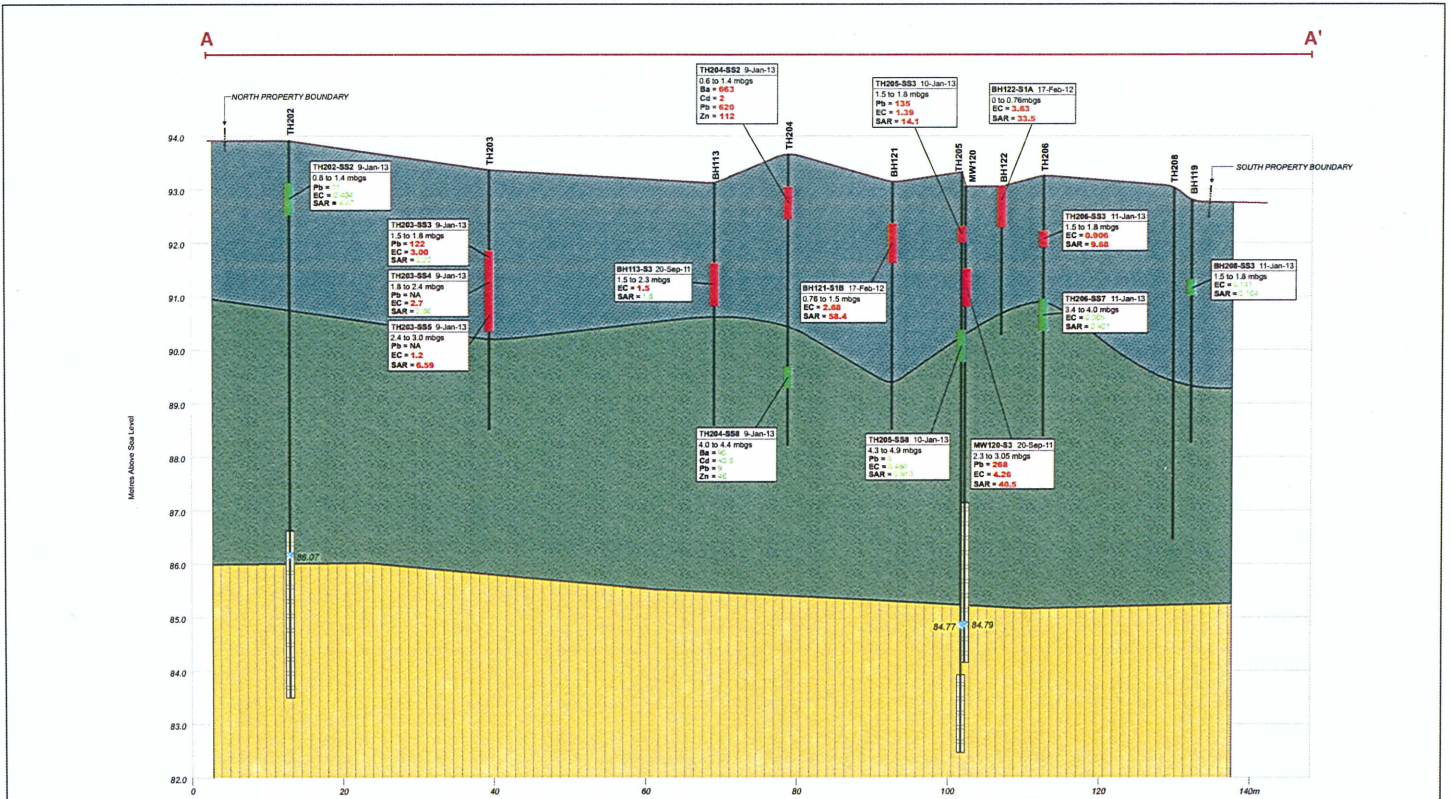 A
A'
NORTH PROPERTY BOUNDARY
SOUTH PROPERTY BOUNDARY
TH202
TH203
BH113
TH204
BH121
TH205
MW120
BH122
TH206
TH208
BH119
TH202-SS2 9-Jan-13
0.8 to 1.4 mbgs
Pb =
EC =
SAR =
TH203-SS3 9-Jan-13
1.5 to 1.8 mbgs
Pb = 122
EC = 3.00
SAR =
TH203-SS4 9-Jan-13
1.8 to 2.4 mbgs
Pb = NA
EC = 2.7
SAR =
TH203-SS5 9-Jan-13
2.4 to 3.0 mbgs
Pb = NA
EC = 1.2
SAR = 6.59
BH113-S3 20-Sep-11
1.5 to 2.3 mbgs
EC = 1.5
SAR =
TH204-SS2 9-Jan-13
0.6 to 1.4 mbgs
Ba = 663
Cd = 2
Pb = 620
Zn = 112
TH204-SS8 9-Jan-13
4.0 to 4.4 mbgs
Ba =
Cd =
Pb = 9
Zn =
BH121-S1B 17-Feb-12
0.76 to 1.5 mbgs
EC = 2.68
SAR = 58.4
TH205-SS3 10-Jan-13
1.5 to 1.8 mbgs
Pb = 135
EC = 1.39
SAR = 14.1
TH205-SS8 10-Jan-13
4.3 to 4.9 mbgs
Pb =
EC =
SAR =
BH122-S1A 17-Feb-12
0 to 0.76mbgs
EC = 3.63
SAR = 33.5
MW120-S3 20-Sep-11
2.3 to 3.05 mbgs
Pb = 268
EC = 4.26
SAR = 40.5
TH206-SS3 11-Jan-13
1.5 to 1.8 mbgs
EC = 0.906
SAR = 9.68
TH206-SS7 11-Jan-13
3.4 to 4.0 mbgs
EC =
SAR =
BH208-SS3 11-Jan-13
1.5 to 1.8 mbgs
EC =
SAR =
86.07
84.77
84.79
Metres Above Sea Level
94.0
93.0
92.0
91.0
90.0
89.0
88.0
87.0
86.0
85.0
84.0
83.0
82.0
0
20
40
60
80
100
120
140m